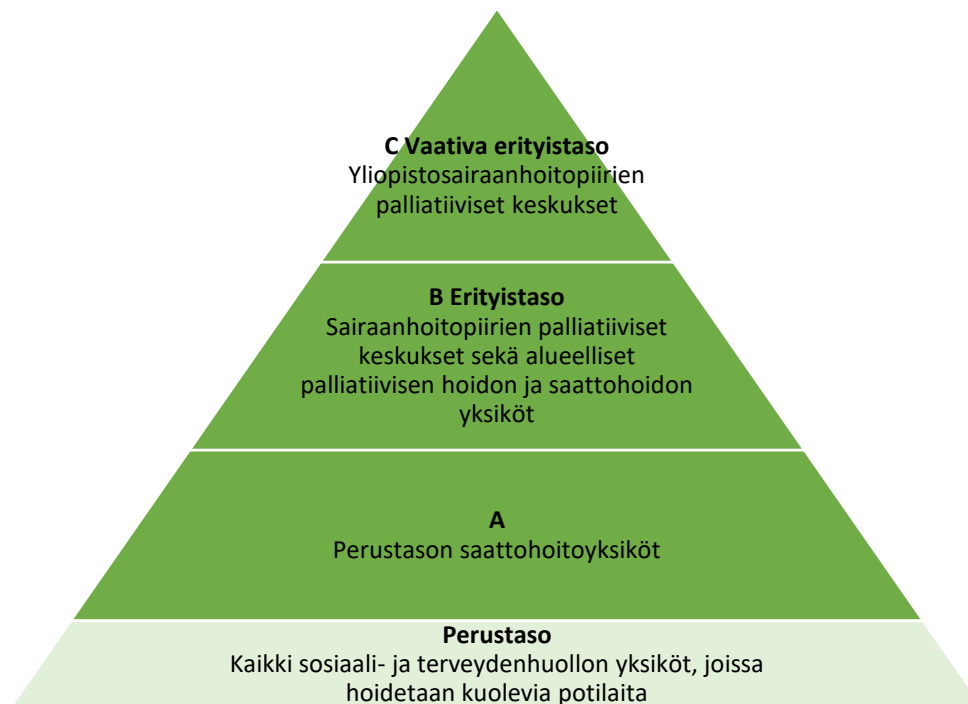 C Vaativa erityistaso
Yliopistosairaanhoitopiirien
palliatiiviset keskukset
B Erityistaso
Sairaanhoitopiirien palliatiiviset
keskukset sekä alueelliset
palliatiivisen hoidon ja saattohoidon
yksiköt
A
Perustason saattohoitoyksiköt
Perustaso
Kaikki sosiaali- ja terveydenhuollon yksiköt, joissa
hoidetaan kuolevia potilaita